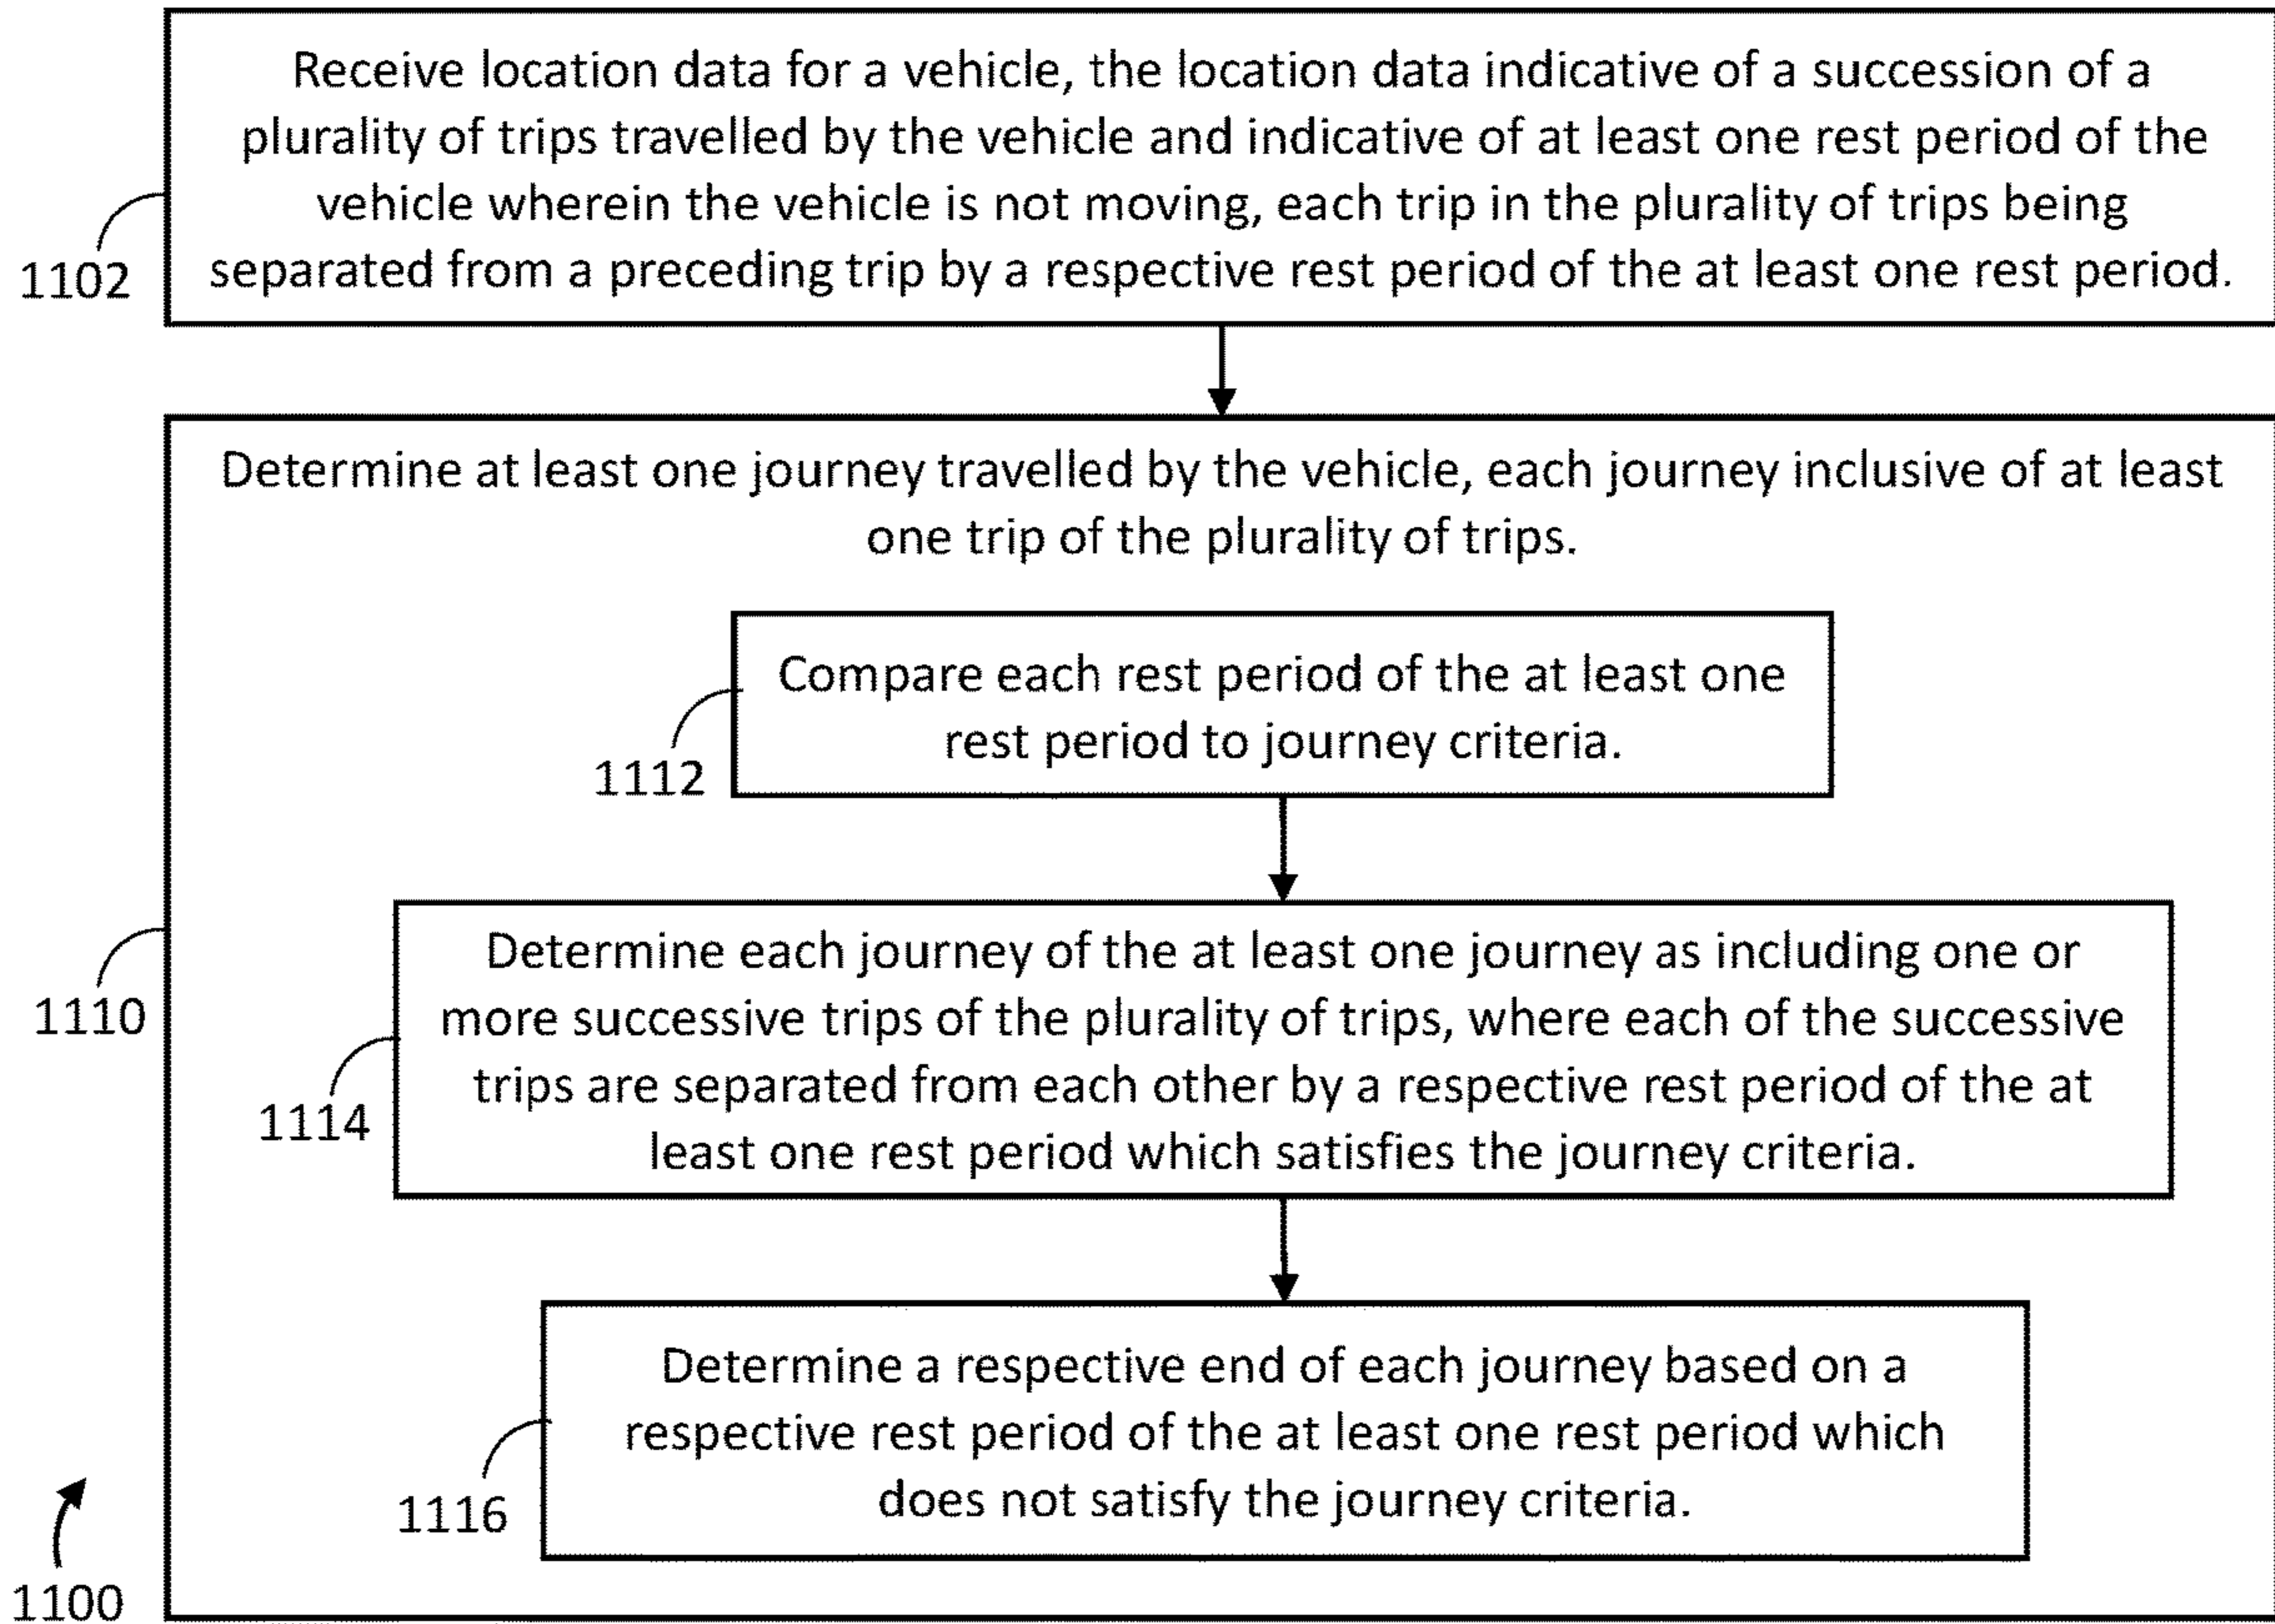 Receive location data for a vehicle, the location data indicative of a succession of a
plurality of trips travelled by the vehicle and indicative of at least one rest period of the
vehicle wherein the vehicle is not moving, each trip in the plurality of trips being
separated from a preceding trip by a respective rest period of the at least one rest period.
1102
Determine at least one journey travelled by the vehicle, each journey inclusive of at least
one trip of the plurality of trips.
Compare each rest period of the at least one
rest period to journey criteria.
1112
Determine each journey of the at least one journey as including one or
more successive trips of the plurality of trips, where each of the successive
trips are separated from each other by a respective rest period of the at
least one rest period which satisfies the journey criteria.
1110
1114
Determine a respective end of each journey based on a
respective rest period of the at least one rest period which
does not satisfy the journey criteria.
1116
1100